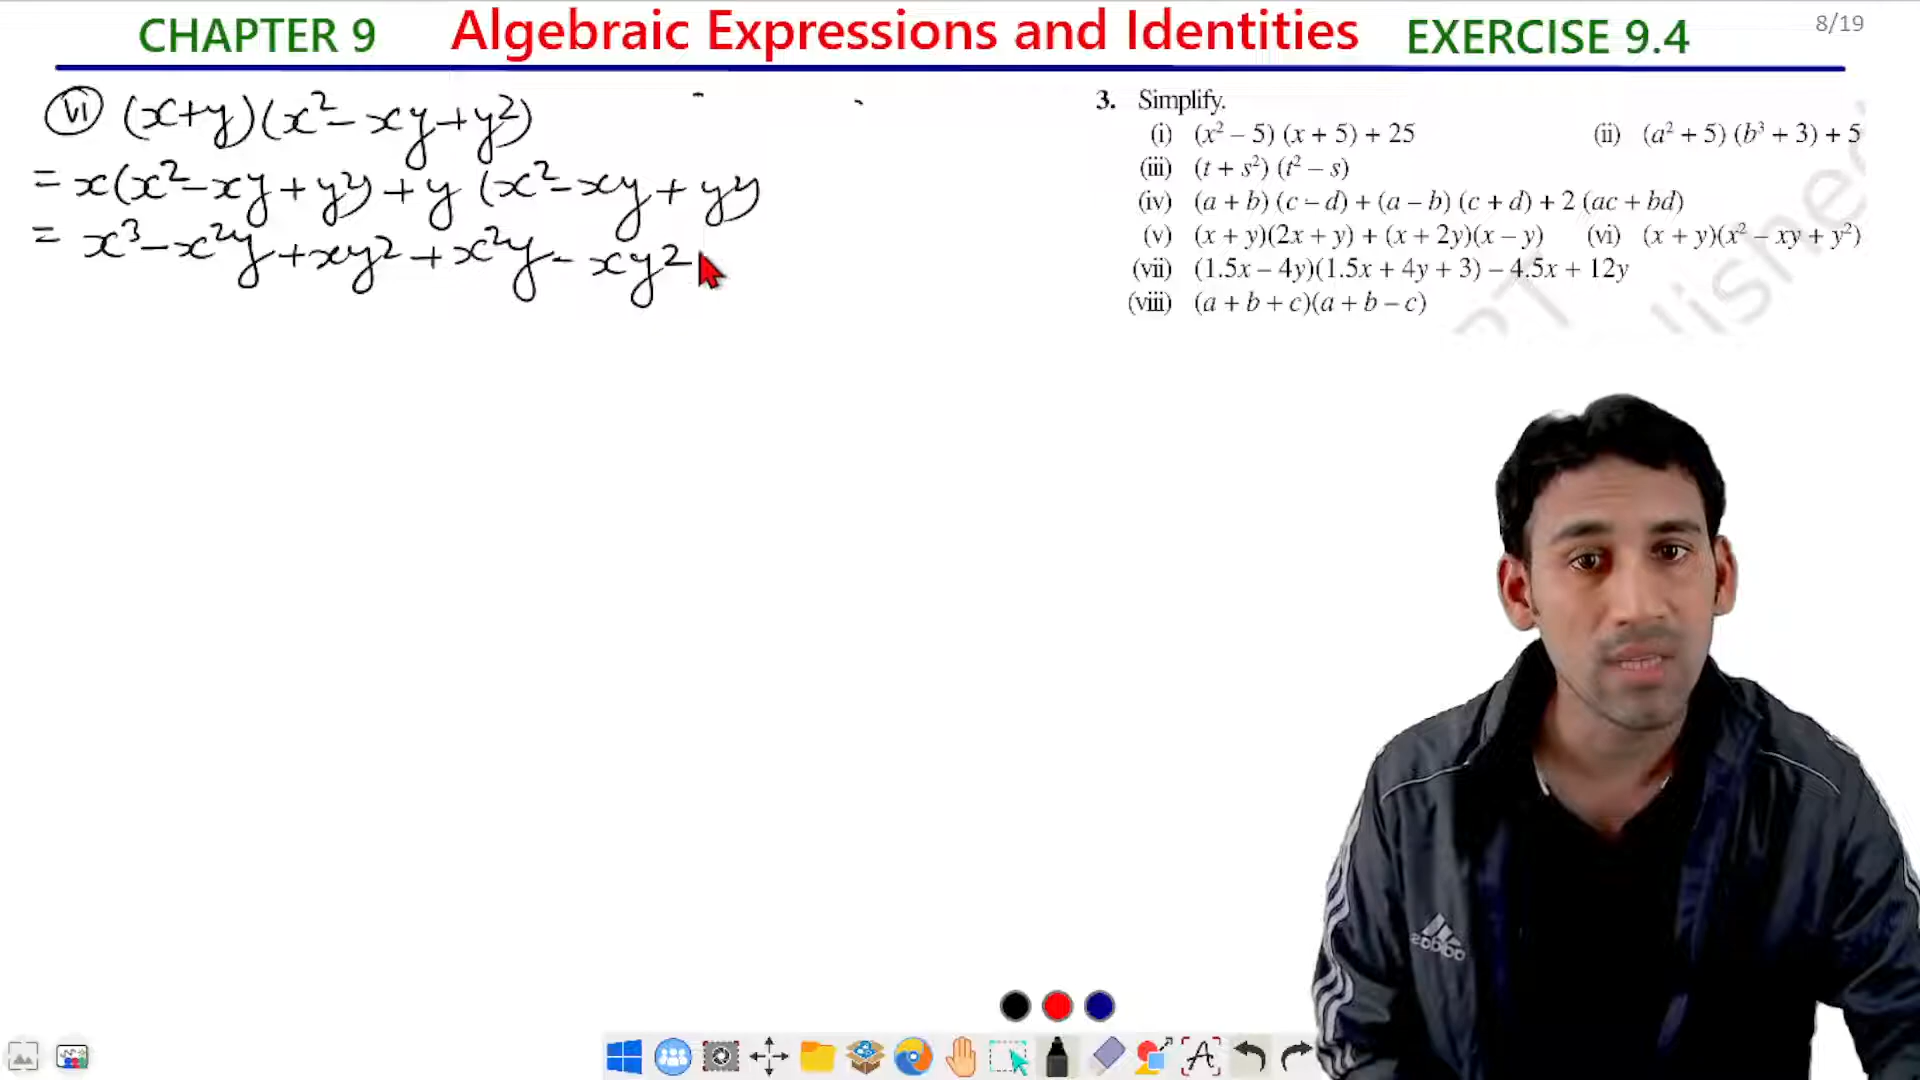 CHAPTER 9 Algebraic Expressions and Identities EXERCISE 9.4 8/19
(vi) (x+y)(x²-xy+y²)
= x(x²-xy+y²)+y(x²-xy+y²)
= x³-x²y+xy²+x²y-xy²
3. Simplify.
(i) (x² – 5) (x + 5) + 25 (ii) (a² + 5) (b³ + 3) + 5
(iii) (t + s²) (t² – s)
(iv) (a + b) (c – d) + (a – b) (c + d) + 2 (ac + bd)
(v) (x + y)(2x + y) + (x + 2y)(x – y) (vi) (x + y)(x² – xy + y²)
(vii) (1.5x – 4y)(1.5x + 4y + 3) – 4.5x + 12y
(viii) (a + b + c)(a + b – c)
adidas